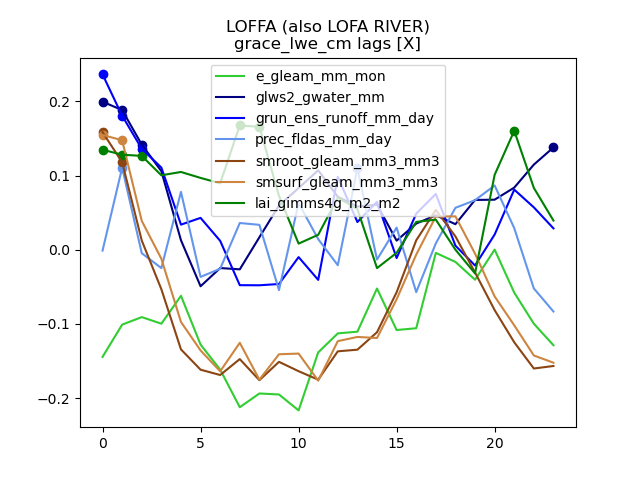 LOFFA (also LOFA RIVER)
grace_lwe_cm lags [X]
e_gleam_mm_mon
glws2_gwater_mm
grun_ens_runoff_mm_day
prec_fldas_mm_day
smroot_gleam_mm3_mm3
smsurf_gleam_mm3_mm3
lai_gimms4g_m2_m2
0.2
0.1
0.0
−0.1
−0.2
0 5 10 15 20